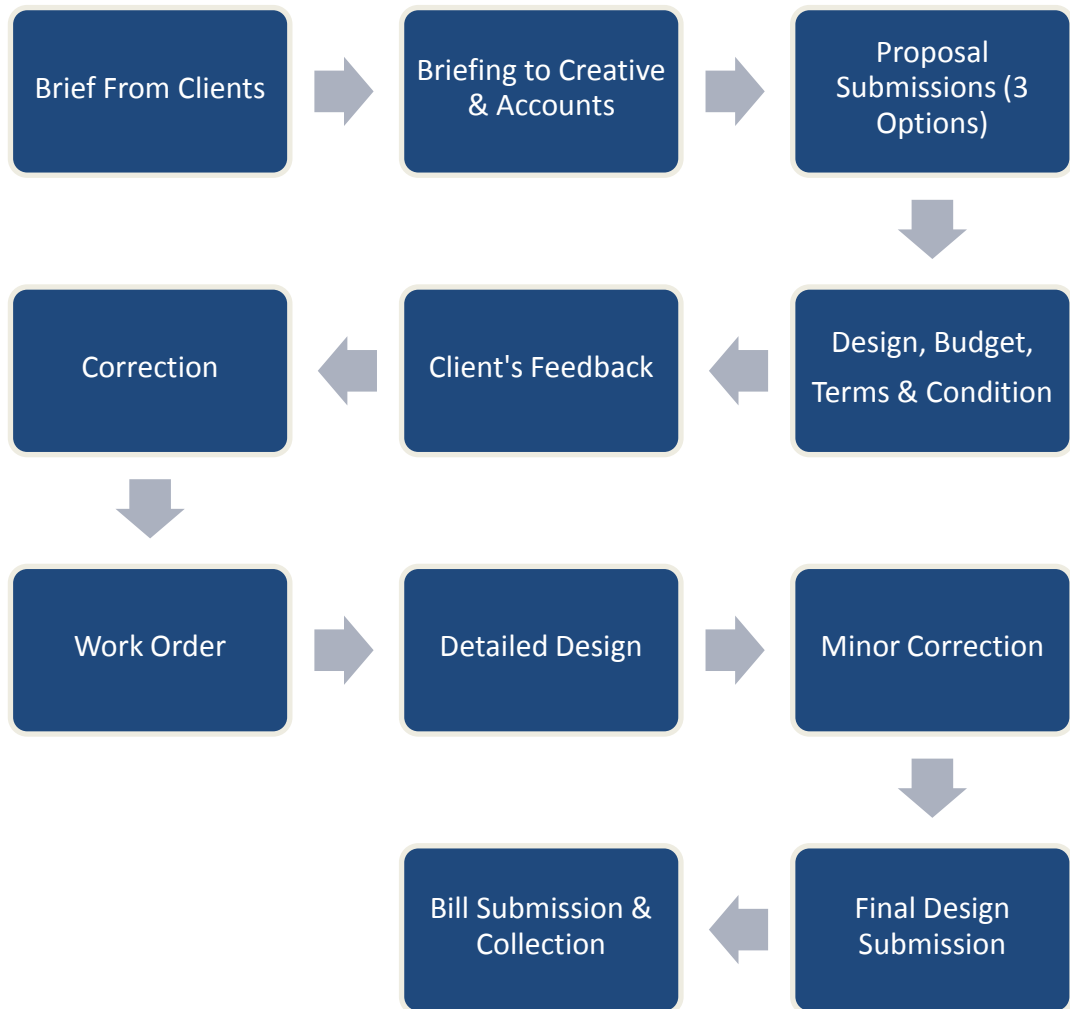 Brief From Clients
Briefing to Creative
& Accounts
Proposal
Submissions (3
Options)
Design, Budget,
Terms & Condition
Client's Feedback
Correction
Work Order
Detailed Design
Minor Correction
Final Design
Submission
Bill Submission &
Collection